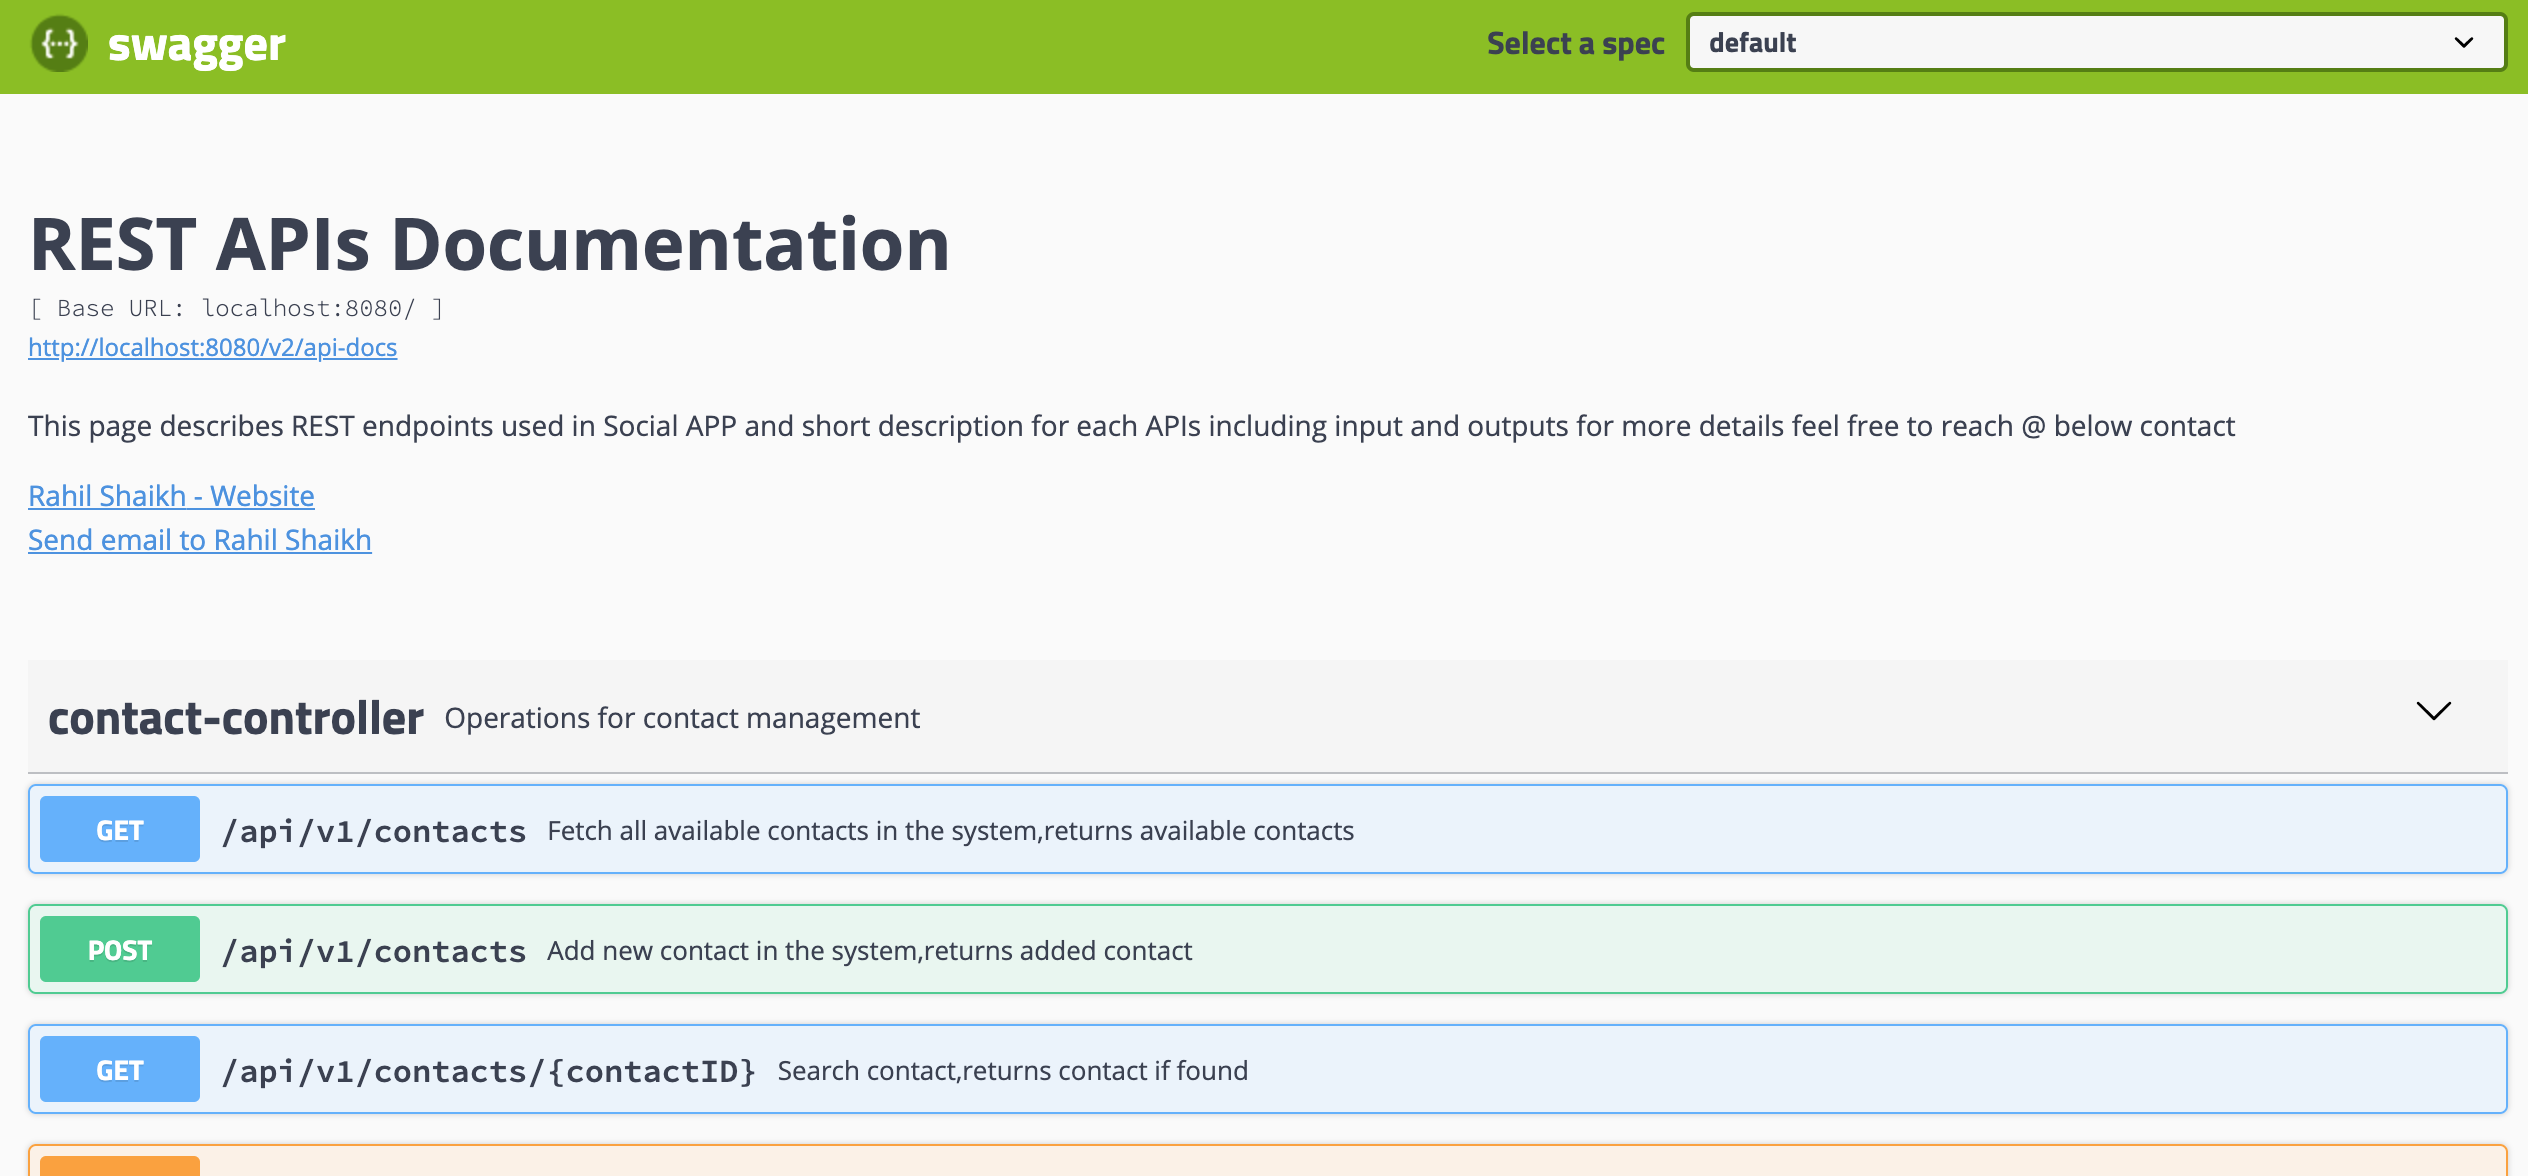 {···} swagger
Select a spec default
REST APIs Documentation
[ Base URL: localhost:8080/ ]
http://localhost:8080/v2/api-docs
This page describes REST endpoints used in Social APP and short description for each APIs including input and outputs for more details feel free to reach @ below contact
Rahil Shaikh - Website
Send email to Rahil Shaikh
contact-controller Operations for contact management
GET /api/v1/contacts Fetch all available contacts in the system,returns available contacts
POST /api/v1/contacts Add new contact in the system,returns added contact
GET /api/v1/contacts/{contactID} Search contact,returns contact if found